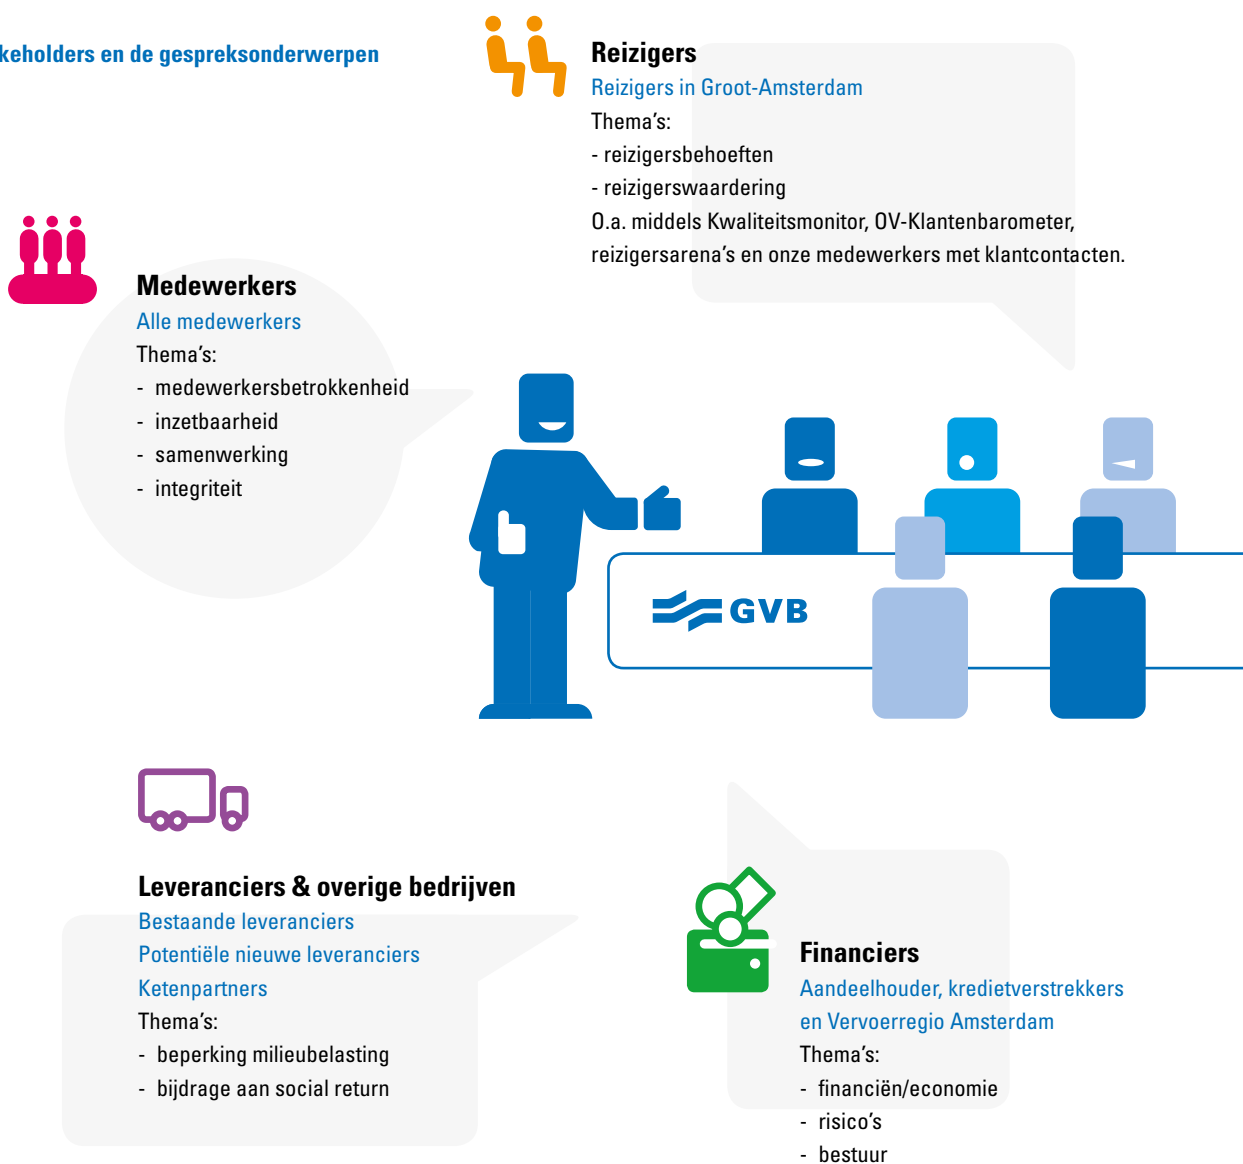 keholders en de gespreksonderwerpen
Reizigers
Reizigers in Groot-Amsterdam
Thema's:
- reizigersbehoeften
- reizigerswaardering
O.a. middels Kwaliteitsmonitor, OV-Klantenbarometer,
reizigersarena's en onze medewerkers met klantcontacten.
Medewerkers
Alle medewerkers
Thema's:
- medewerkersbetrokkenheid
- inzetbaarheid
- samenwerking
- integriteit
GVB
Leveranciers & overige bedrijven
Bestaande leveranciers
Potentiële nieuwe leveranciers
Ketenpartners
Thema's:
- beperking milieubelasting
- bijdrage aan social return
Financiers
Aandeelhouder, kredietverstrekkers
en Vervoerregio Amsterdam
Thema's:
- financiën/economie
- risico's
- bestuur